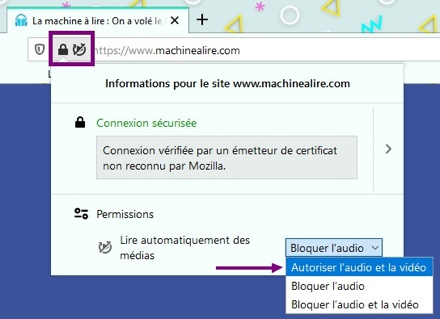 La machine à lire : On a volé le
https://www.machinealire.com
Informations pour le site www.machinealire.com
Connexion sécurisée
Connexion vérifiée par un émetteur de certificat
non reconnu par Mozilla.
Permissions
Lire automatiquement des
médias
Bloquer l'audio
Autoriser l'audio et la vidéo
Bloquer l'audio
Bloquer l'audio et la vidéo